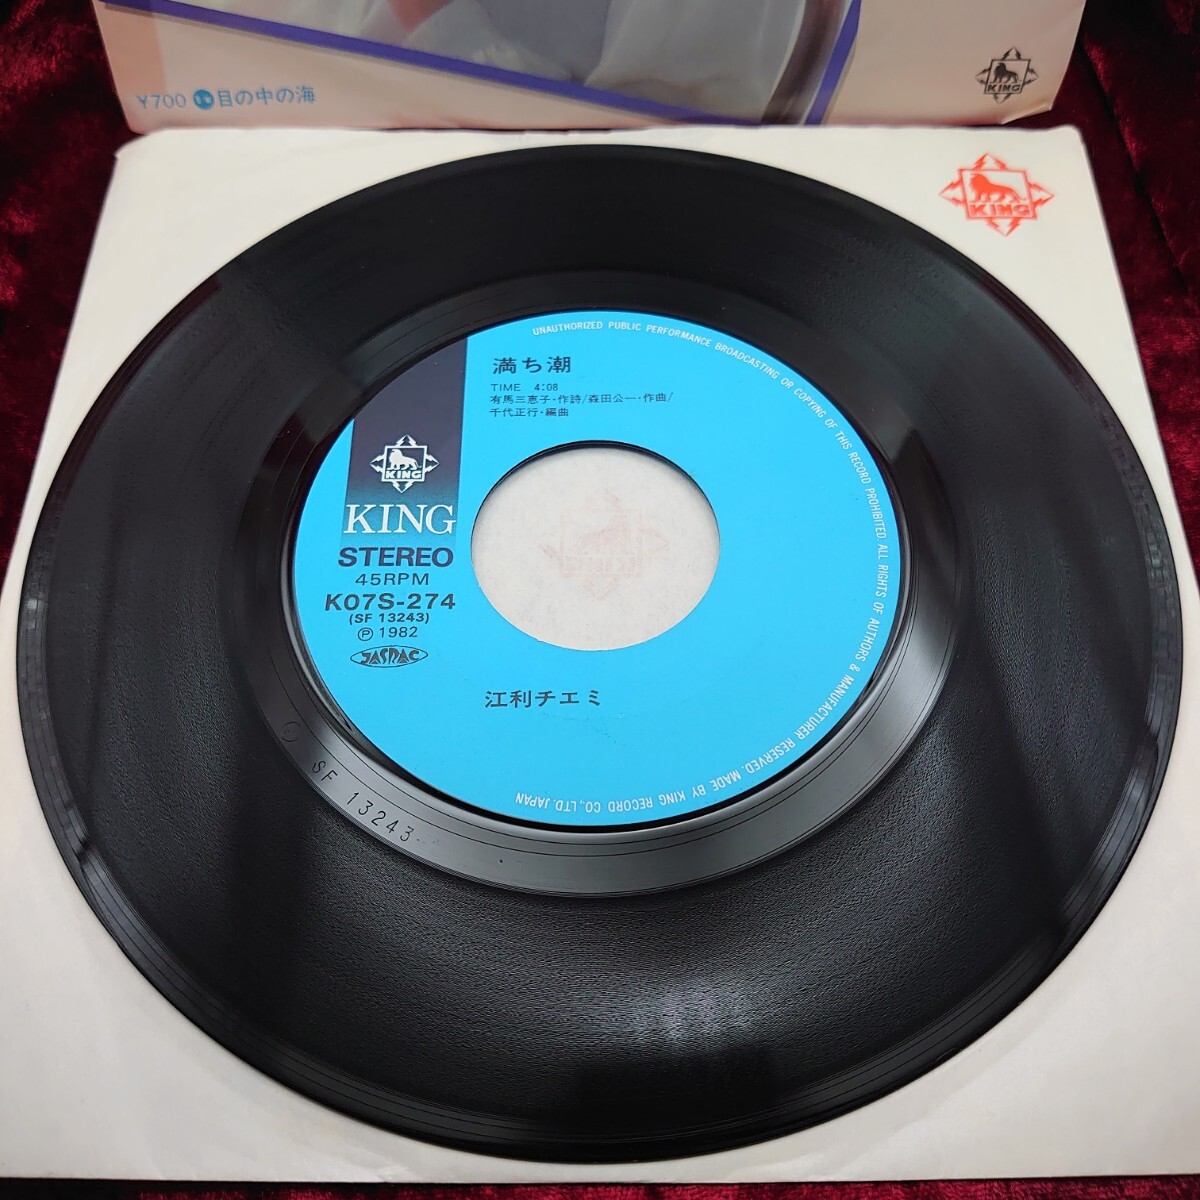 ¥700 目の中の海
KING
KING
満ち潮
TIME 4:08
有馬三恵子・作詩/森田公一・作曲/
千代正行・編曲
KING
KING
STEREO
45RPM
K07S-274
(SF 13243)
Ⓟ 1982
JASRAC
江利チエミ
UNAUTHORIZED PUBLIC PERFORMANCE BROADCASTING OR COPYING OF THIS RECORD PROHIBITED. ALL RIGHTS OF AUTHORS & MANUFACTURER RESERVED. MADE BY KING RECORD CO., LTD. JAPAN
SF 13243